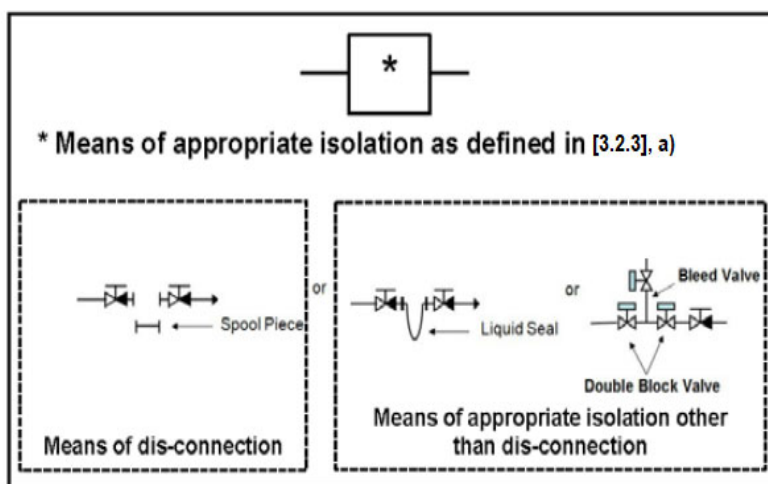 *
* Means of appropriate isolation as defined in [3.2.3], a)
Spool Piece
Means of dis-connection
or
Liquid Seal
or
Bleed Valve
Double Block Valve
Means of appropriate isolation other
than dis-connection